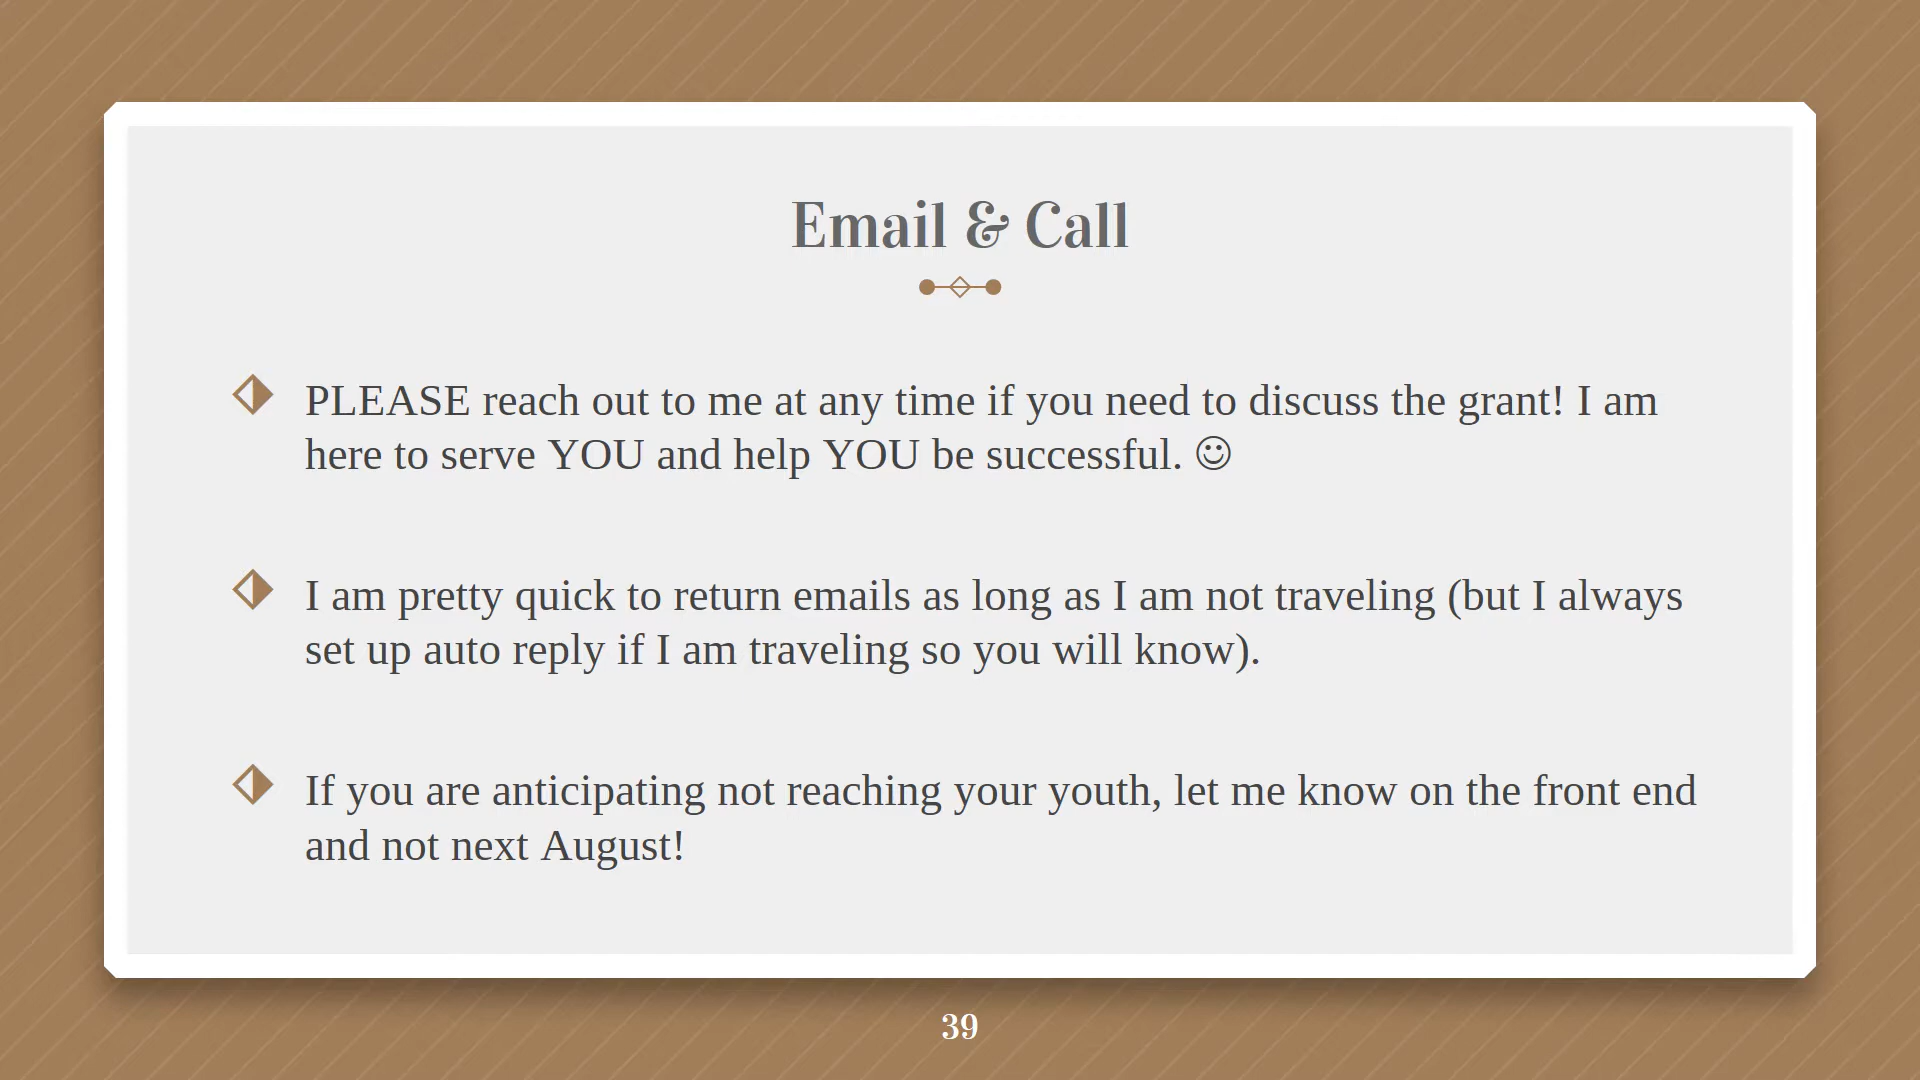 Email & Call
PLEASE reach out to me at any time if you need to discuss the grant! I am
here to serve YOU and help YOU be successful. ☺
I am pretty quick to return emails as long as I am not traveling (but I always
set up auto reply if I am traveling so you will know).
If you are anticipating not reaching your youth, let me know on the front end
and not next August!
39